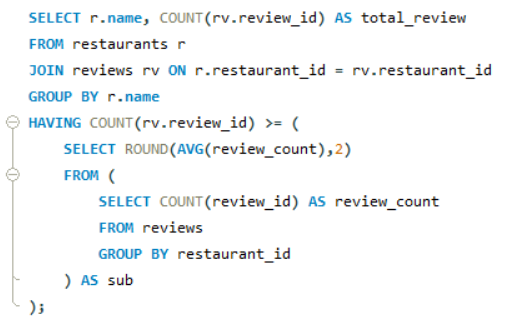 SELECT r.name, COUNT(rv.review_id) AS total_review
FROM restaurants r
JOIN reviews rv ON r.restaurant_id = rv.restaurant_id
GROUP BY r.name
HAVING COUNT(rv.review_id) >= (
    SELECT ROUND(AVG(review_count),2)
    FROM (
        SELECT COUNT(review_id) AS review_count
        FROM reviews
        GROUP BY restaurant_id
    ) AS sub
);